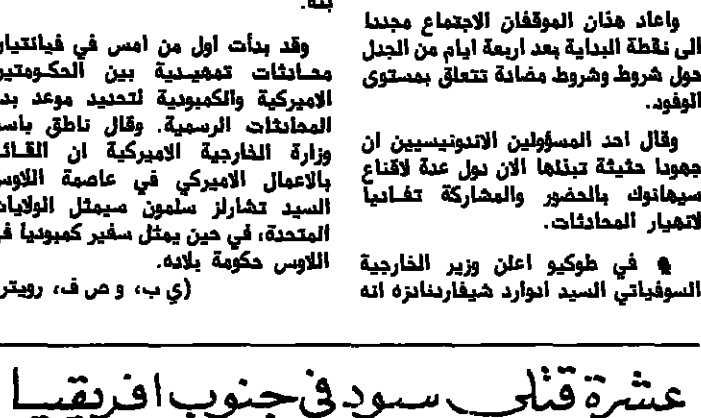 واعاد هذان الموقفان الاجتماع مجددا
الى نقطة البداية بعد اربعة ايام من الجدل
حول شروط وشروط مضادة تتعلق بمستوى
الوفود.
وقال احد المسؤولين الاندونيسيين ان
جهودا حثيثة تبذلها الان دول عدة لاقناع
سيهانوك بالحضور والمشاركة تفاديا
لانهيار المحادثات.
● في طوكيو اعلن وزير الخارجية
السوفياتي السيد ادوارد شيفاردنادزه انه
بثه.
وقد بدأت اول من امس في فيانتيان
محادثات تمهيدية بين الحكومتين
الاميركية والكمبودية لتحديد موعد بدء
المحادثات الرسمية. وقال ناطق باسم
وزارة الخارجية الاميركية ان القائم
بالاعمال الاميركي في عاصمة اللاوس
السيد تشارلز سلمون سيمثل الولايات
المتحدة، في حين يمثل سفير كمبوديا في
اللاوس حكومة بلاده.
(ي ب، و ص ف، رويتر)
عشرة قتلى سود في جنوب افريقيا